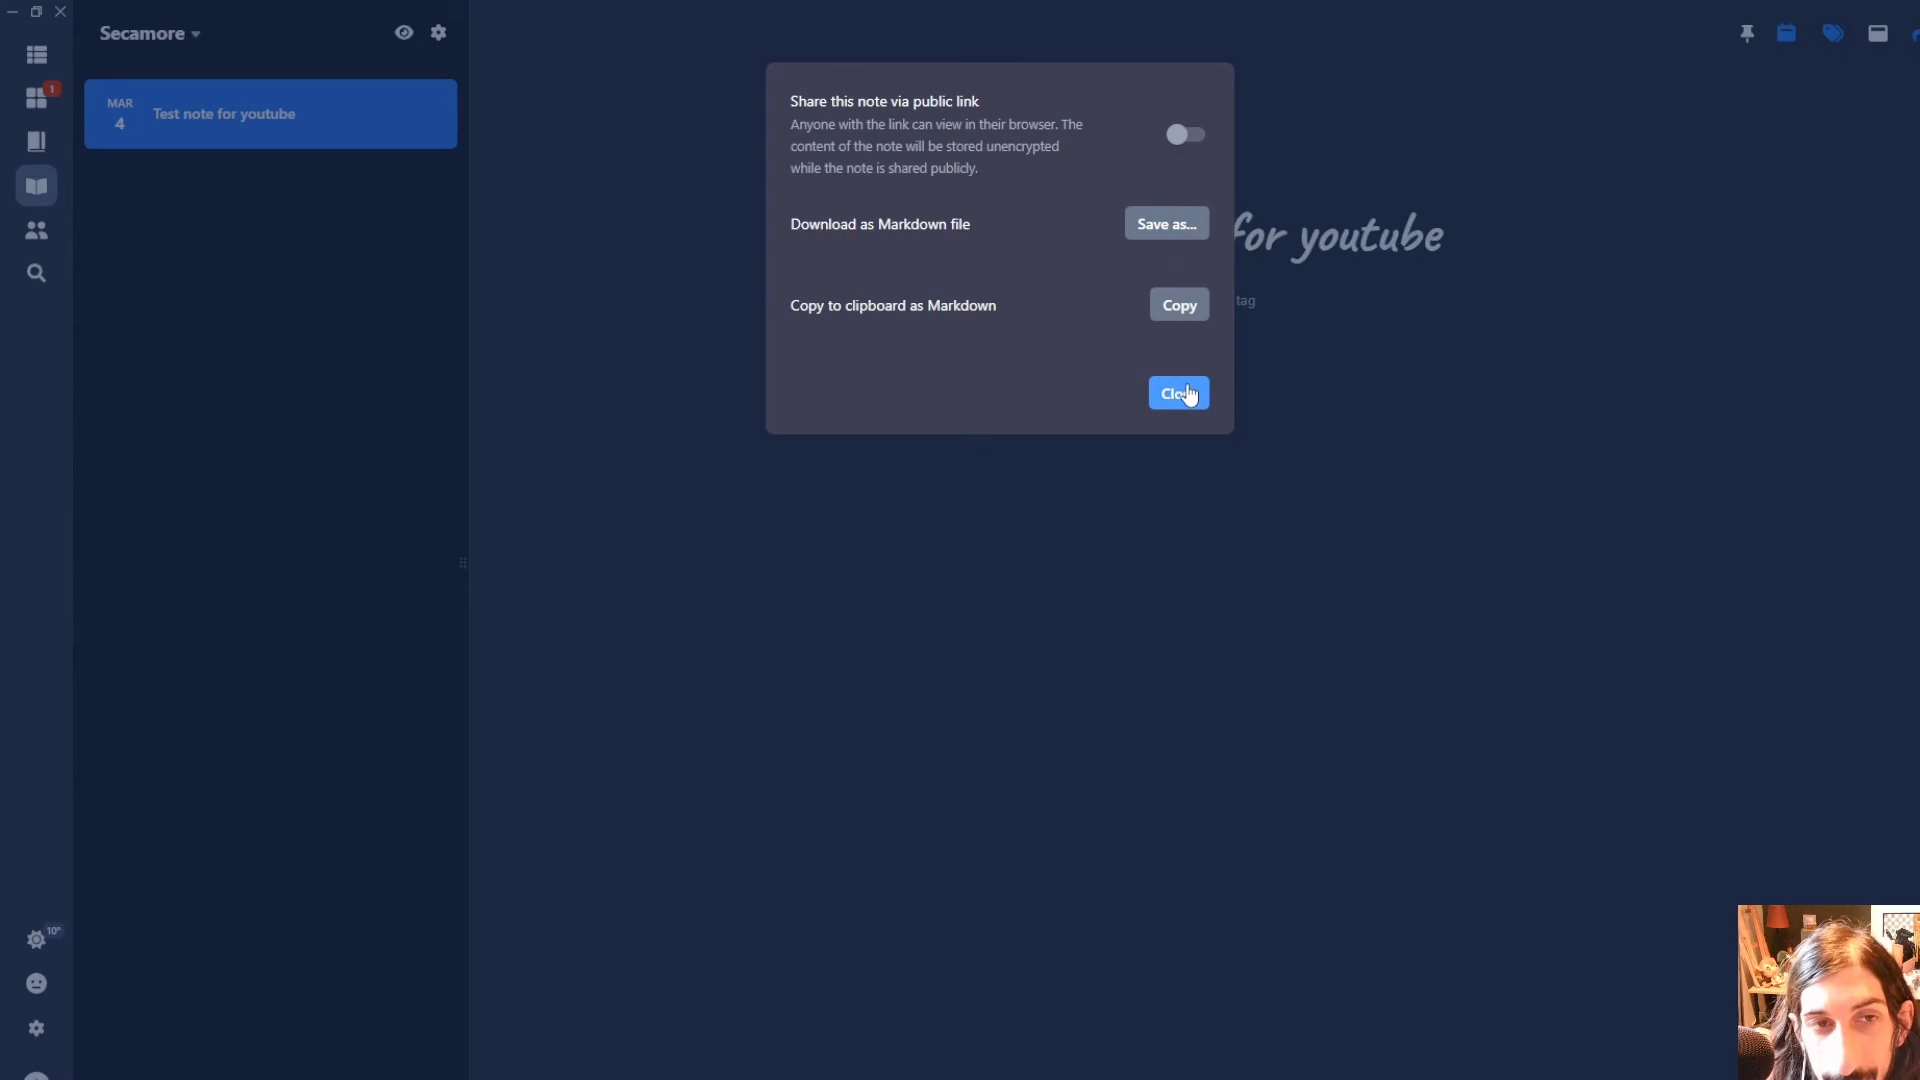 Secamore
1
MAR
4
Test note for youtube
Share this note via public link
Anyone with the link can view in their browser. The
content of the note will be stored unencrypted
while the note is shared publicly.
Download as Markdown file
Save as...
for youtube
tag
Copy to clipboard as Markdown
Copy
10°